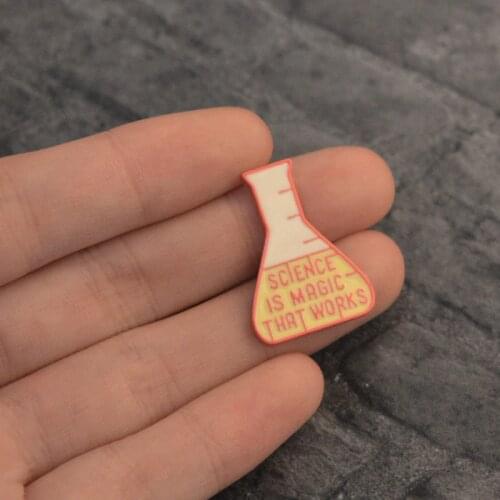 SCIENCE
IS MAGIC
THAT WORKS